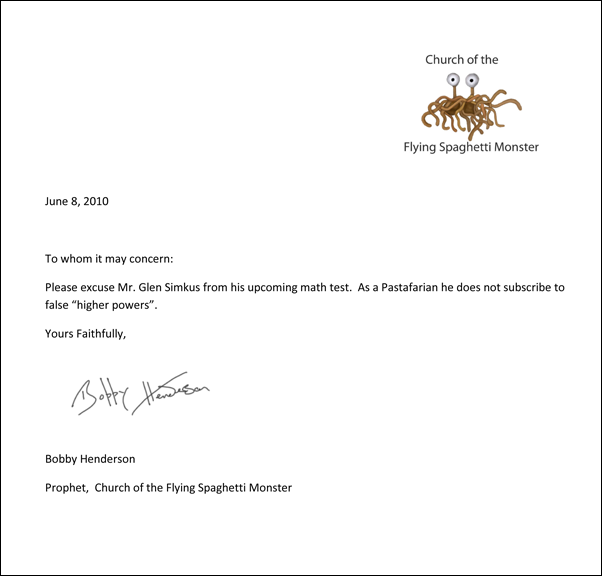 Church of the
Flying Spaghetti Monster
June 8, 2010
To whom it may concern:
Please excuse Mr. Glen Simkus from his upcoming math test.  As a Pastafarian he does not subscribe to
false “higher powers”.
Yours Faithfully,
Bobby Henderson
Bobby Henderson
Prophet,  Church of the Flying Spaghetti Monster